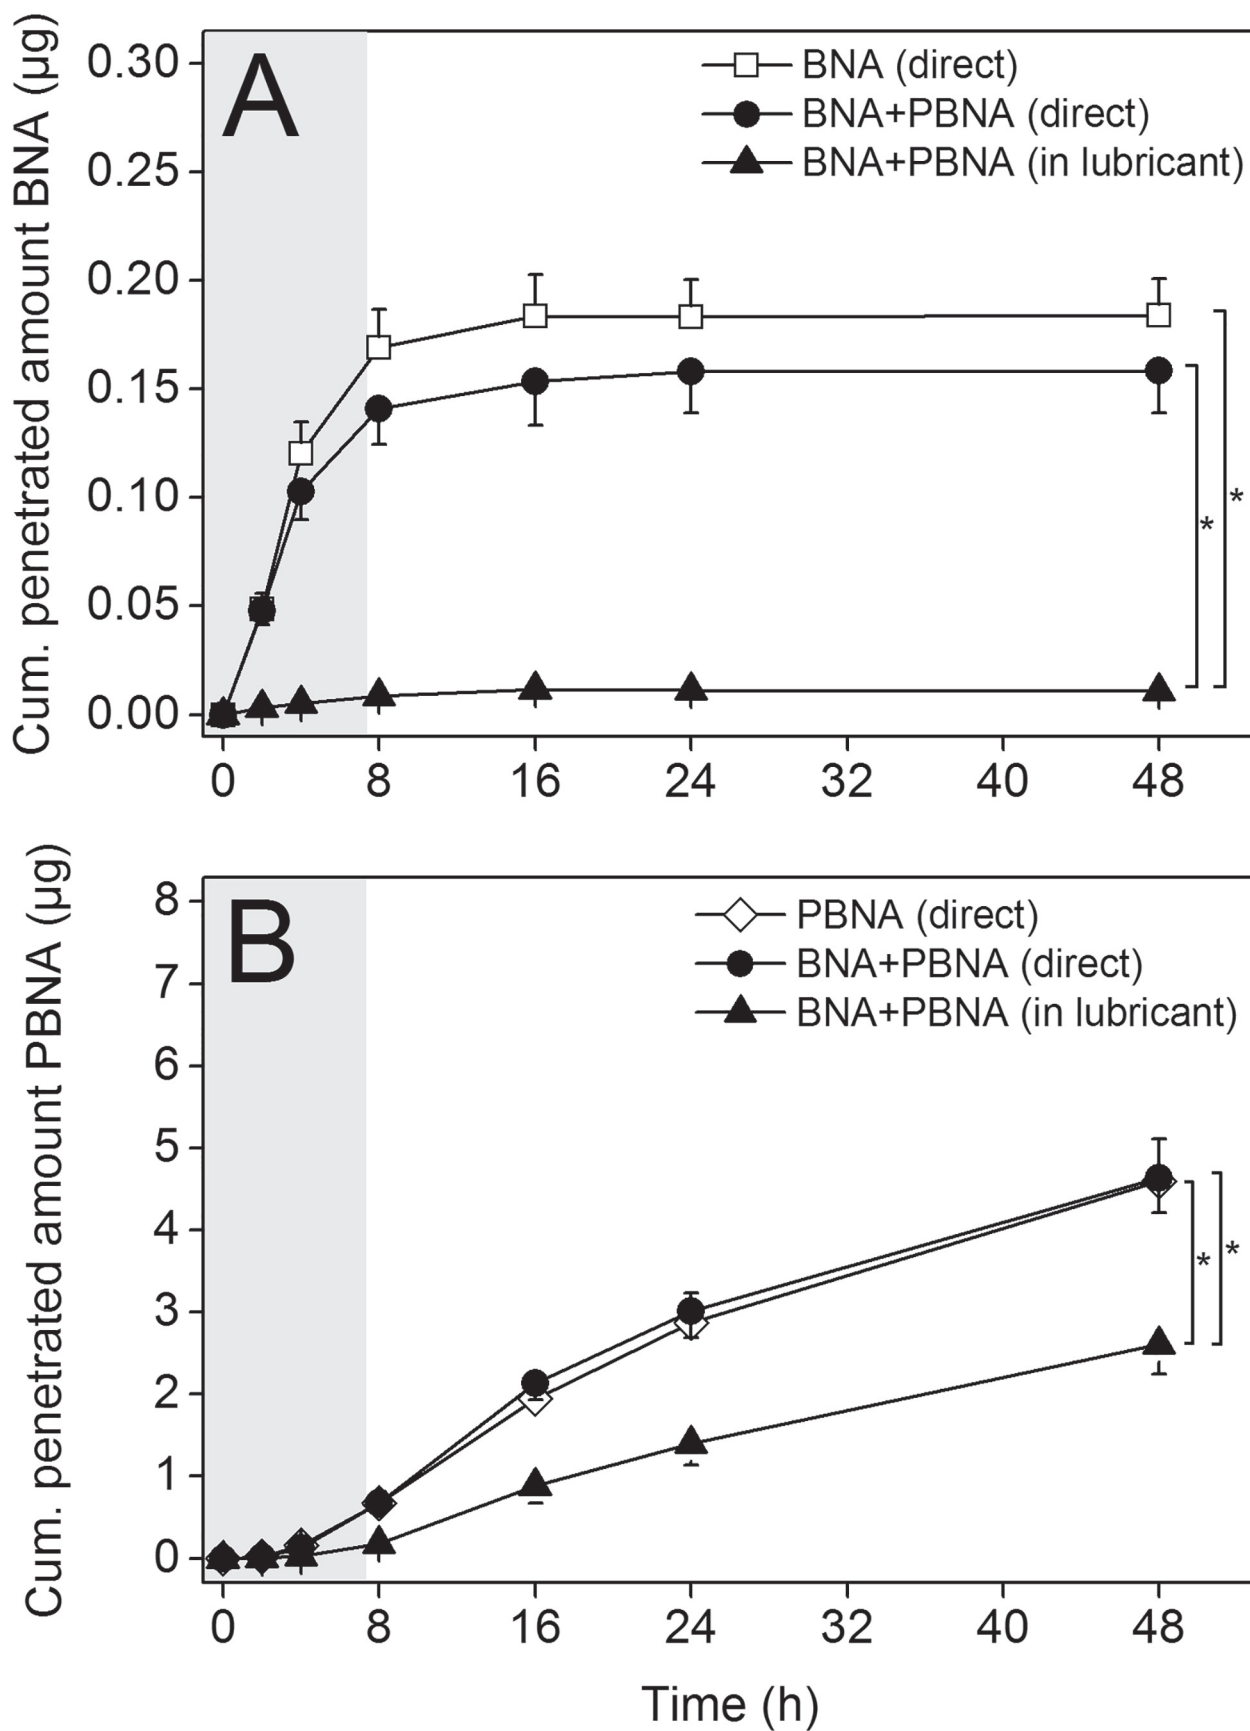 Cum. penetrated amount BNA (µg)
0.30
0.25
0.20
0.15
0.10
0.05
0.00
A
BNA (direct)
BNA+PBNA (direct)
BNA+PBNA (in lubricant)
*
*
0 8 16 24 32 40 48
Cum. penetrated amount PBNA (µg)
8
7
6
5
4
3
2
1
0
B
PBNA (direct)
BNA+PBNA (direct)
BNA+PBNA (in lubricant)
*
*
0 8 16 24 32 40 48
Time (h)